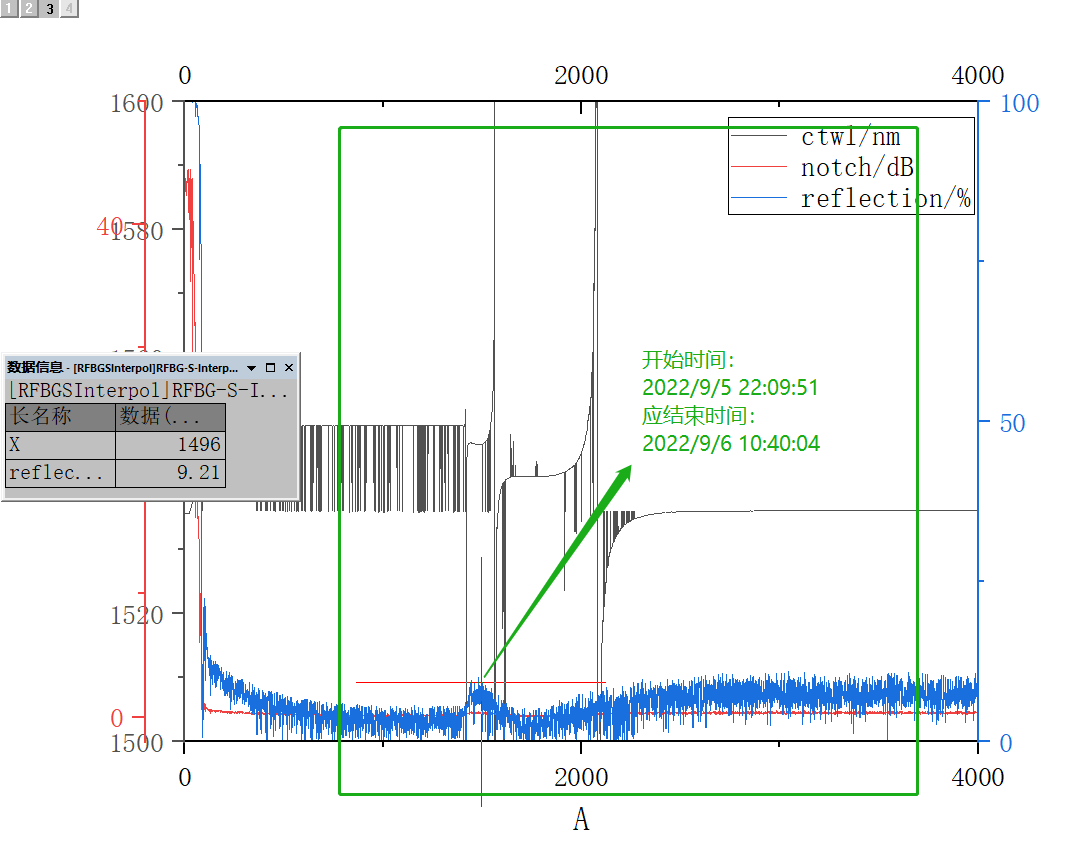 1 2 3 4
0 2000 4000
1600 100
ctwl/nm
notch/dB
reflection/%
40 1580
开始时间:
2022/9/5 22:09:51
应结束时间:
2022/9/6 10:40:04
数据信息 - [RFBGSInterpol]RFBG-S-Interp...
[RFBGSInterpol]RFBG-S-I...
长名称 数据(...
X 1496
reflec... 9.21
50
1520
0 1500 0
0 2000 4000
A